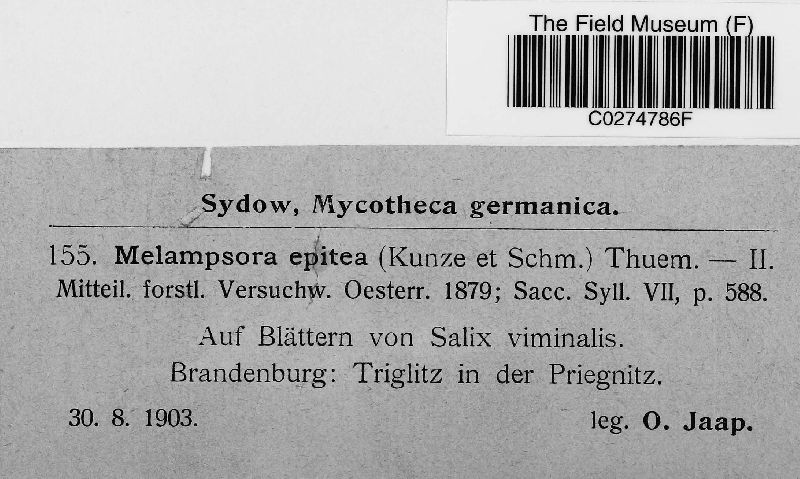 The Field Museum (F)
C0274786F
Sydow, Mycotheca germanica.
155. Melampsora epitea (Kunze et Schm.) Thuem. — II.
Mitteil. forstl. Versuchw. Oesterr. 1879; Sacc. Syll. VII, p. 588.
Auf Blättern von Salix viminalis.
Brandenburg: Triglitz in der Priegnitz.
30. 8. 1903. leg. O. Jaap.